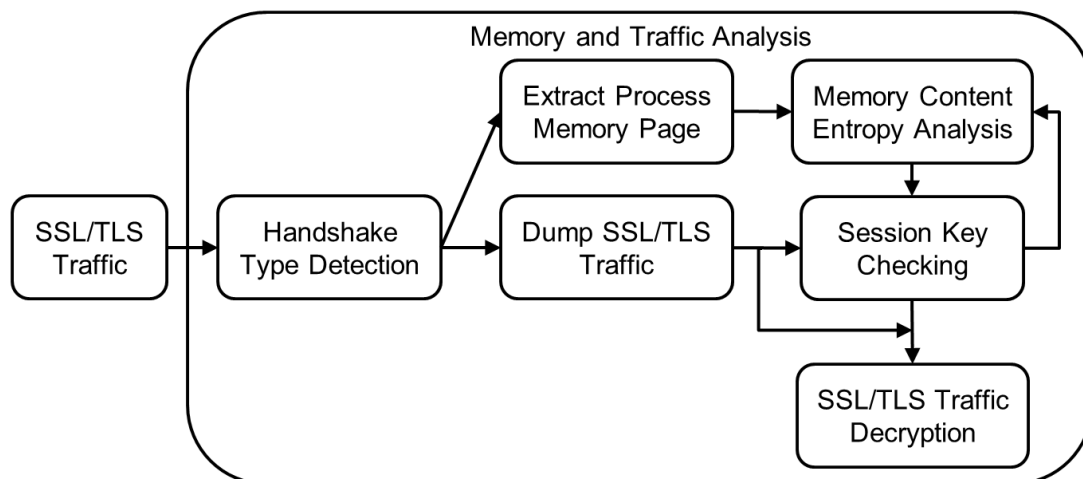 Memory and Traffic Analysis
Extract Process
Memory Page
Memory Content
Entropy Analysis
SSL/TLS
Traffic
Handshake
Type Detection
Dump SSL/TLS
Traffic
Session Key
Checking
SSL/TLS Traffic
Decryption